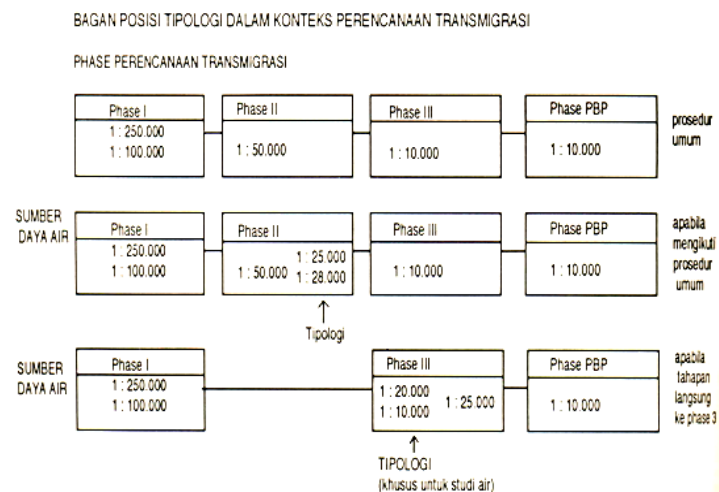 BAGAN POSISI TIPOLOGI DALAM KONTEKS PERENCANAAN TRANSMIGRASI
PHASE PERENCANAAN TRANSMIGRASI
Phase I
1 : 250.000
1 : 100.000
Phase II
1 : 50.000
Phase III
1 : 10.000
Phase PBP
1 : 10.000
prosedur
umum
SUMBER
DAYA AIR
Phase I
1 : 250.000
1 : 100.000
Phase II
1 : 50.000
1 : 25.000
1 : 28.000
Phase III
1 : 10.000
Phase PBP
1 : 10.000
apabila
mengikuti
prosedur
umum
Tipologi
SUMBER
DAYA AIR
Phase I
1 : 250.000
1 : 100.000
Phase III
1 : 20.000
1 : 10.000
1 : 25.000
Phase PBP
1 : 10.000
apabila
tahapan
langsung
ke phase 3
TIPOLOGI
(khusus untuk studi air)